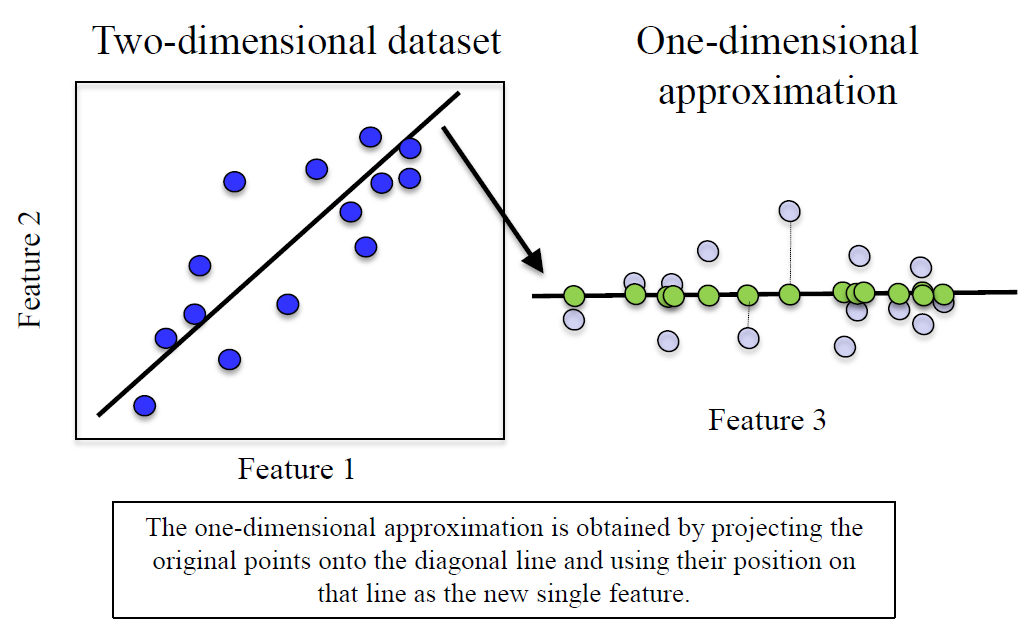 Two-dimensional dataset
One-dimensional
approximation
Feature 2
Feature 1
Feature 3
The one-dimensional approximation is obtained by projecting the
original points onto the diagonal line and using their position on
that line as the new single feature.